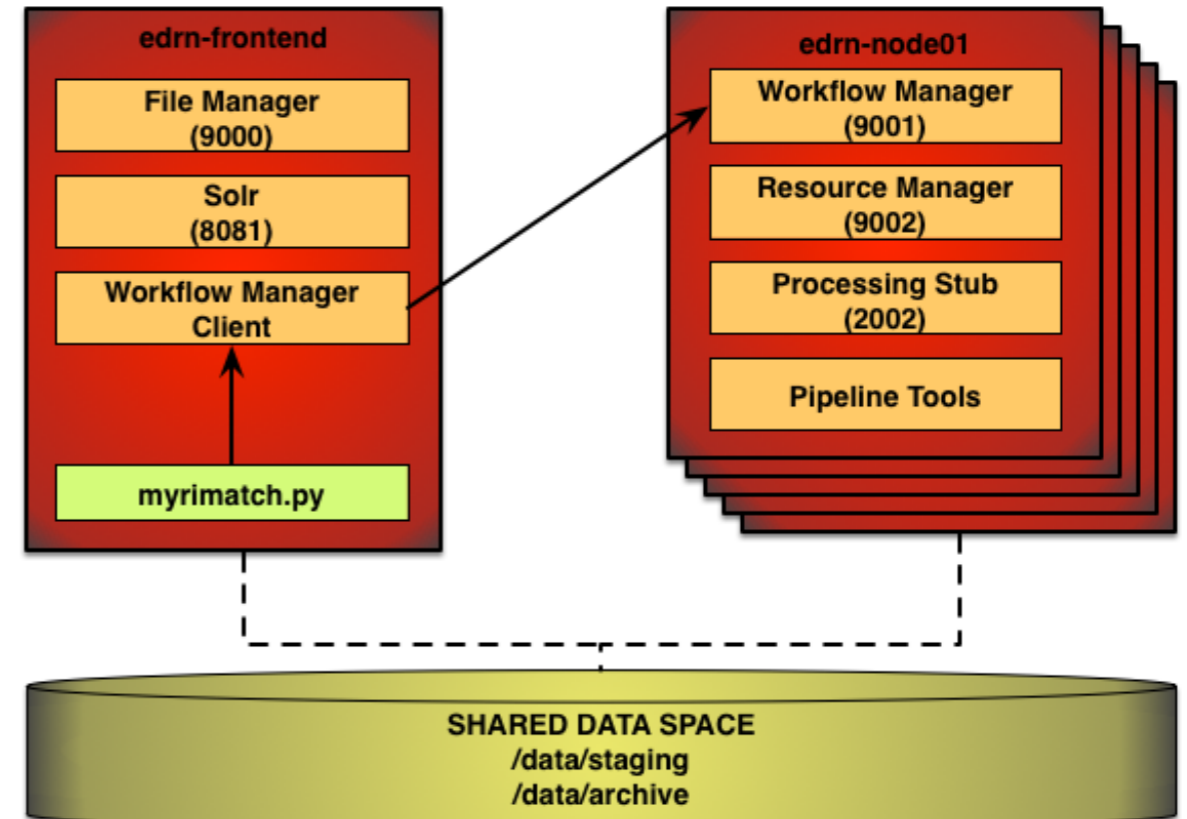 edrn-frontend
File Manager
(9000)
Solr
(8081)
Workflow Manager
Client
myrimatch.py
edrn-node01
Workflow Manager
(9001)
Resource Manager
(9002)
Processing Stub
(2002)
Pipeline Tools
SHARED DATA SPACE
/data/staging
/data/archive